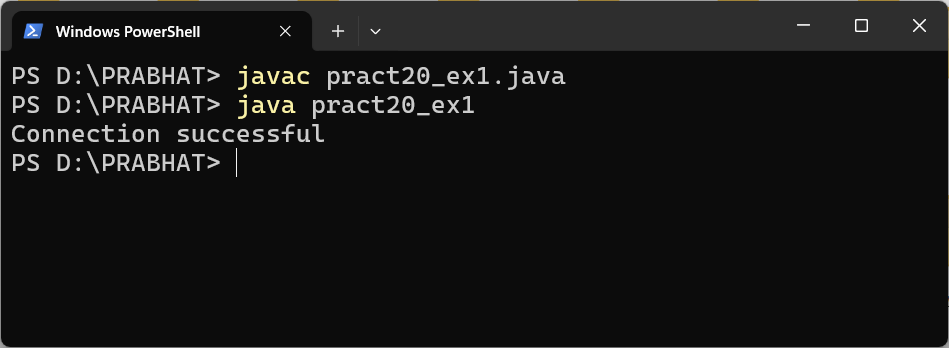 Windows PowerShell
PS D:\PRABHAT> javac pract20_ex1.java
PS D:\PRABHAT> java pract20_ex1
Connection successful
PS D:\PRABHAT>